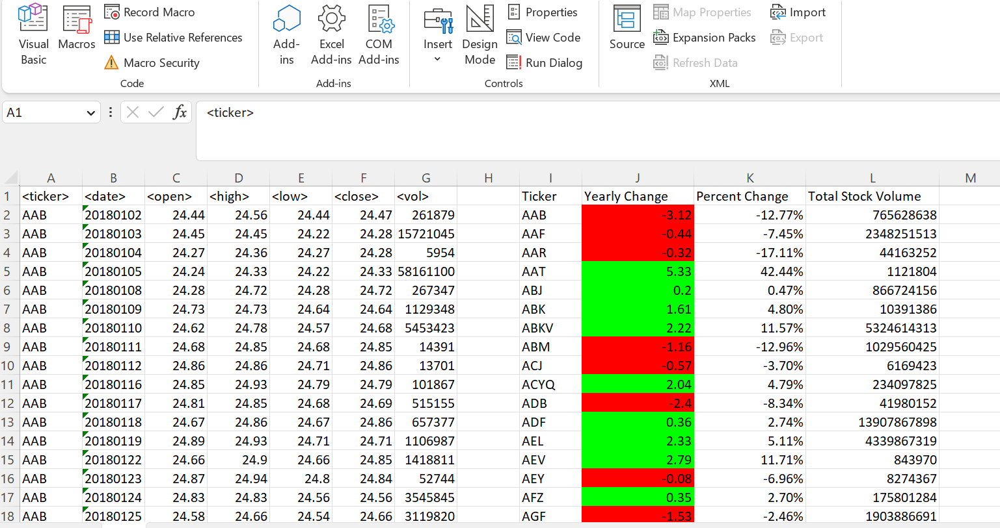 Record Macro Properties Map Properties Import
Use Relative References View Code Expansion Packs Export
Visual Basic Macros Add-ins Excel Add-ins COM Add-ins Insert Design Mode Source
Macro Security Run Dialog Refresh Data
Code Add-ins Controls XML
A1 fx <ticker>
A B C D E F G H I J K L M
1 <ticker> <date> <open> <high> <low> <close> <vol> Ticker Yearly Change Percent Change Total Stock Volume
2 AAB 20180102 24.44 24.56 24.44 24.47 261879 AAB -3.12 -12.77% 765628638
3 AAB 20180103 24.45 24.45 24.22 24.28 15721045 AAF -0.44 -7.45% 2348251513
4 AAB 20180104 24.27 24.36 24.27 24.28 5954 AAR -0.32 -17.11% 44163252
5 AAB 20180105 24.24 24.33 24.22 24.33 58161100 AAT 5.33 42.44% 1121804
6 AAB 20180108 24.28 24.72 24.28 24.72 267347 ABJ 0.2 0.47% 866724156
7 AAB 20180109 24.73 24.73 24.64 24.64 1129348 ABK 1.61 4.80% 10391386
8 AAB 20180110 24.62 24.78 24.57 24.68 5453423 ABKV 2.22 11.57% 5324614313
9 AAB 20180111 24.68 24.85 24.68 24.85 14391 ABM -1.16 -12.96% 1029560425
10 AAB 20180112 24.86 24.86 24.71 24.86 13701 ACJ -0.57 -3.70% 6169423
11 AAB 20180116 24.85 24.93 24.79 24.79 101867 ACYQ 2.04 4.79% 234097825
12 AAB 20180117 24.81 24.85 24.68 24.69 515155 ADB -2.4 -8.34% 41980152
13 AAB 20180118 24.67 24.86 24.67 24.86 657377 ADF 0.36 2.74% 13907867898
14 AAB 20180119 24.89 24.93 24.71 24.71 1106987 AEL 2.33 5.11% 4339867319
15 AAB 20180122 24.66 24.9 24.66 24.85 1418811 AEV 2.79 11.71% 843970
16 AAB 20180123 24.87 24.94 24.8 24.84 52744 AEY -0.08 -6.96% 8274367
17 AAB 20180124 24.83 24.83 24.56 24.56 3545845 AFZ 0.35 2.70% 175801284
18 AAB 20180125 24.58 24.66 24.54 24.66 3119820 AGF -1.53 -2.46% 1903886691